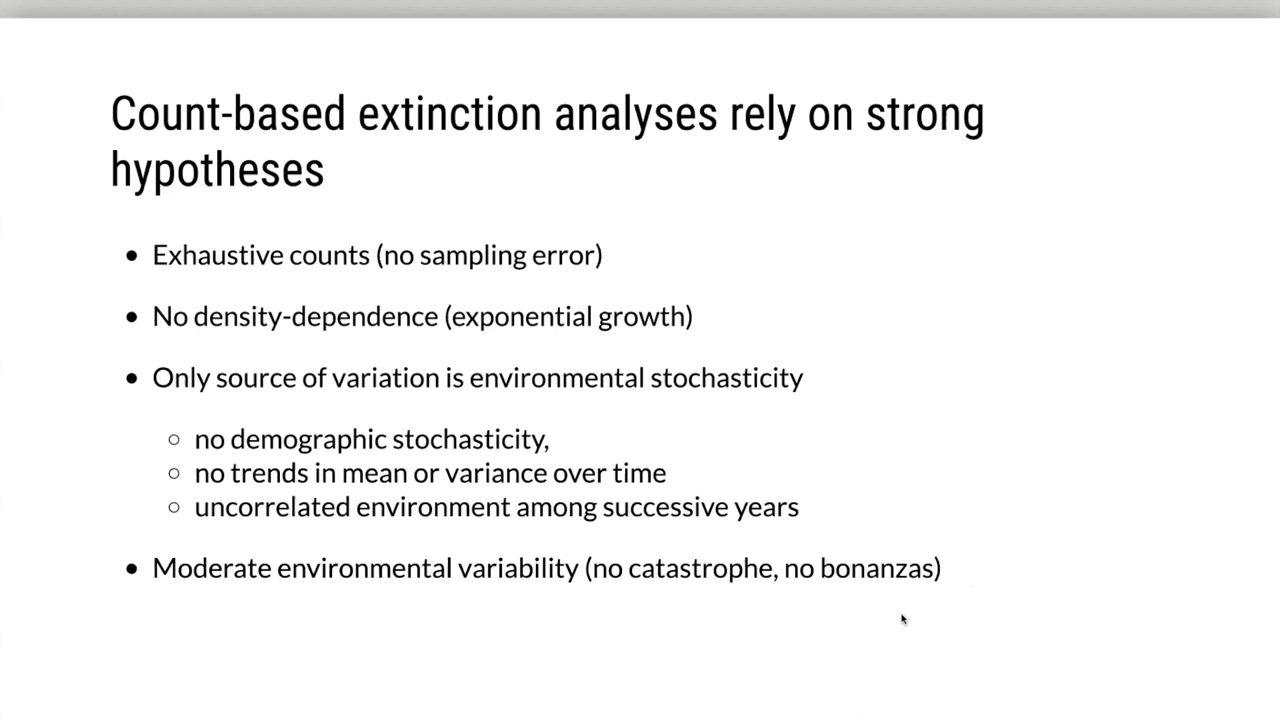 Count-based extinction analyses rely on strong
hypotheses
• Exhaustive counts (no sampling error)
• No density-dependence (exponential growth)
• Only source of variation is environmental stochasticity
○ no demographic stochasticity,
○ no trends in mean or variance over time
○ uncorrelated environment among successive years
• Moderate environmental variability (no catastrophe, no bonanzas)